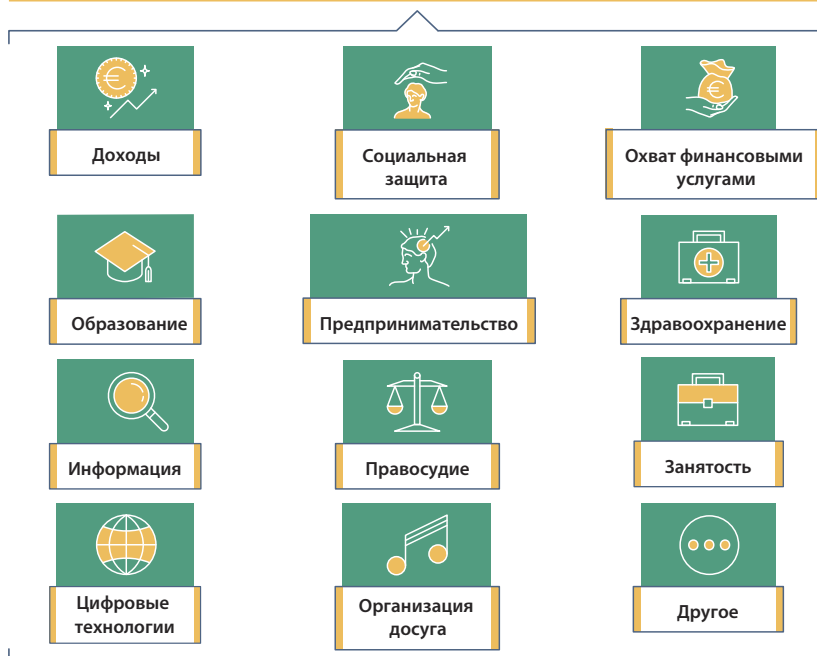 Доходы
Социальная
защита
Охват финансовыми
услугами
Образование
Предпринимательство
Здравоохранение
Информация
Правосудие
Занятость
Цифровые
технологии
Организация
досуга
Другое